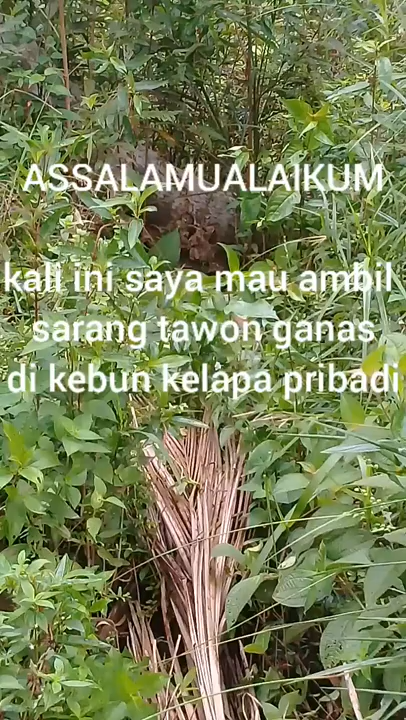 ASSALAMUALAIKUM
kali ini saya mau ambil
sarang tawon ganas
di kebun kelapa pribadi